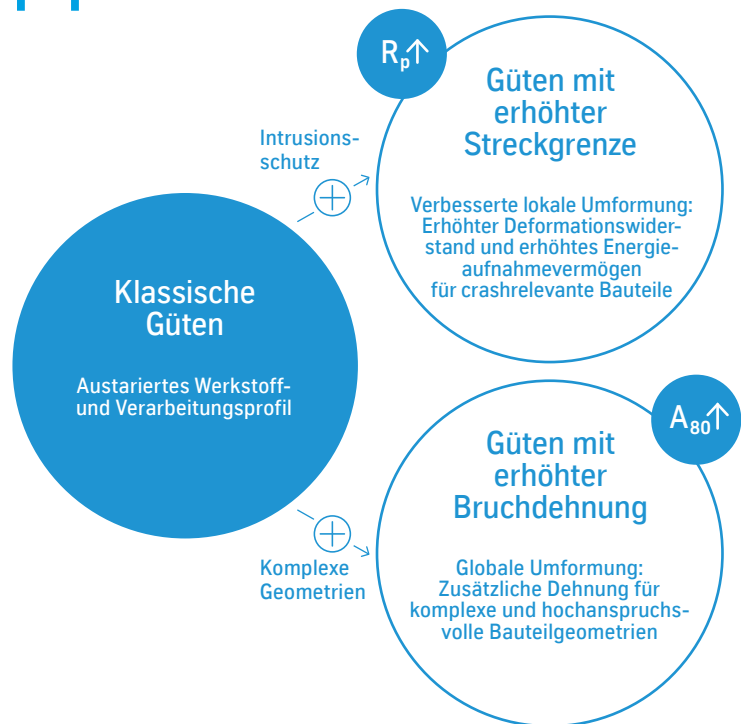 Rp↑
Güten mit
erhöhter
Streckgrenze
Verbesserte lokale Umformung:
Erhöhter Deformationswider-
stand und erhöhtes Energie-
aufnahmevermögen
für crashrelevante Bauteile
Intrusions-
schutz
Klassische
Güten
Austariertes Werkstoff-
und Verarbeitungsprofil
Komplexe
Geometrien
A80↑
Güten mit
erhöhter
Bruchdehnung
Globale Umformung:
Zusätzliche Dehnung für
komplexe und hochanspruchs-
volle Bauteilgeometrien